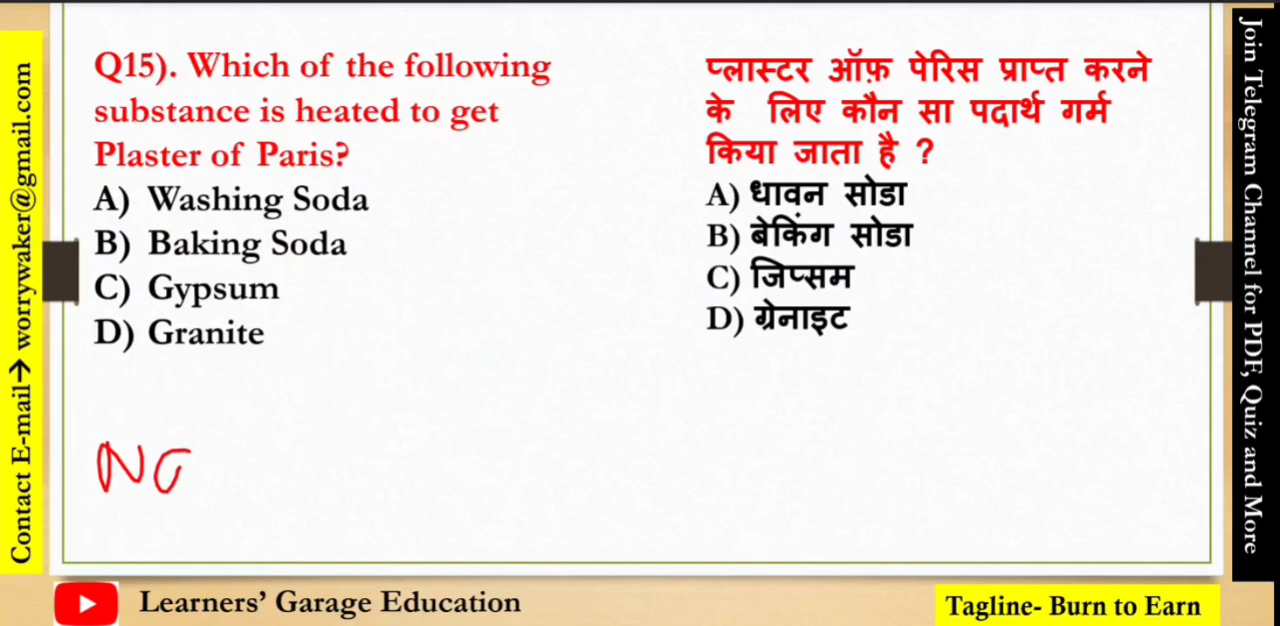 Q15). Which of the following
substance is heated to get
Plaster of Paris?
A) Washing Soda
B) Baking Soda
C) Gypsum
D) Granite
प्लास्टर ऑफ़ पेरिस प्राप्त करने
के लिए कौन सा पदार्थ गर्म
किया जाता है ?
A) धावन सोडा
B) बेकिंग सोडा
C) जिप्सम
D) ग्रेनाइट
Contact E-mail→ worrywaker@gmail.com
Join Telegram Channel for PDF, Quiz and More
Learners’ Garage Education
Tagline- Burn to Earn